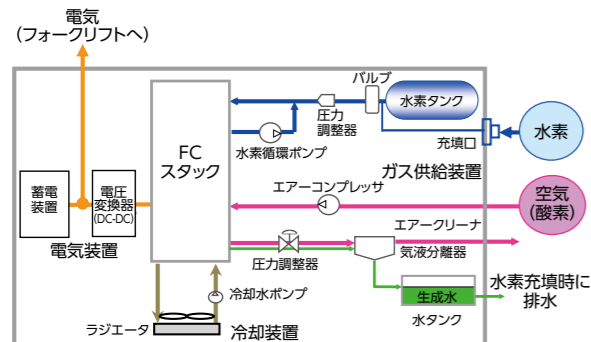 電気
(フォークリフトへ)
バルブ
水素タンク
圧力
調整器
充填口
水素
水素循環ポンプ
FC
スタック
ガス供給装置
エアーコンプレッサ
空気
(酸素)
蓄電
装置
電圧
変換器
(DC-DC)
電気装置
エアークリーナ
気液分離器
圧力調整器
冷却水ポンプ
生成水
水タンク
水素充填時に
排水
ラジエータ
冷却装置